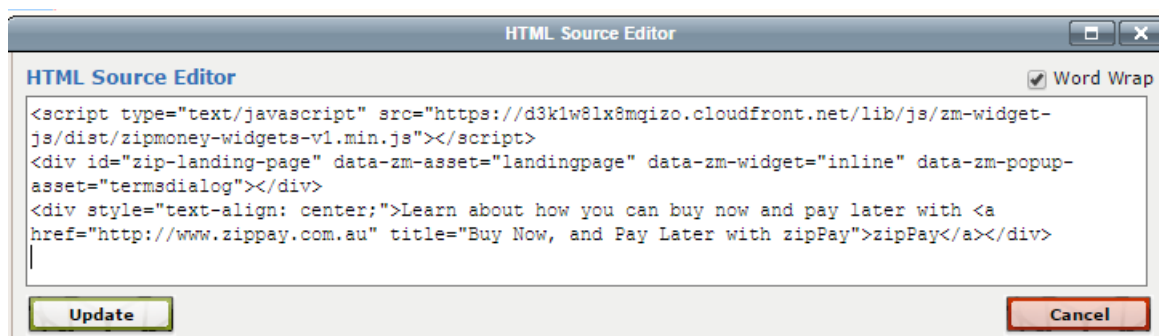 HTML Source Editor
HTML Source Editor
Word Wrap
<script type="text/javascript" src="https://d3k1w8lx8mqizo.cloudfront.net/lib/js/zm-widget-
js/dist/zipmoney-widgets-v1.min.js"></script>
<div id="zip-landing-page" data-zm-asset="landingpage" data-zm-widget="inline" data-zm-popup-
asset="termsdialog"></div>
<div style="text-align: center;">Learn about how you can buy now and pay later with <a
href="http://www.zippay.com.au" title="Buy Now, and Pay Later with zipPay">zipPay</a></div>
Update
Cancel